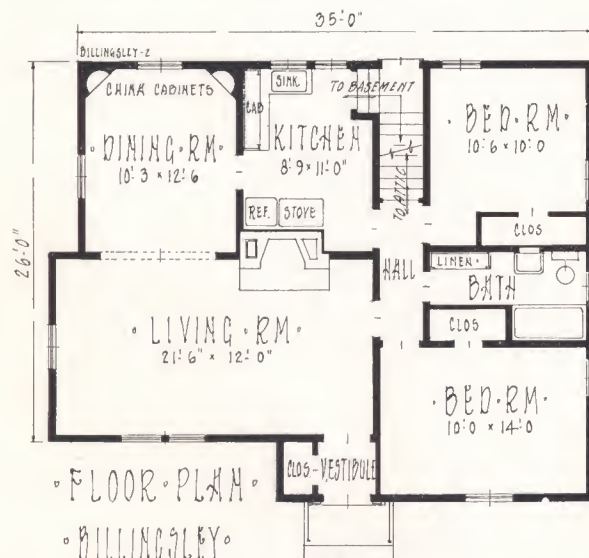 35'-0"
BILLINGSLEY-2
26'-0"
CHINA CABINETS
SINK
CAB
TO BASEMENT
· DINING · RM ·
10'-3 × 12'-6
KITCHEN
8'-9 × 11'-0"
· BED · RM ·
10'-6 × 10'-0
TO ATTIC
REF.
STOVE
CLOS
HALL
LINEN
BATH
· LIVING · RM ·
21'-6" × 12'-0"
CLOS
· BED · RM ·
10'-0 × 14'-0
CLOS-
VESTIBULE
· FLOOR · PLAN ·
· BILLINGSLEY ·